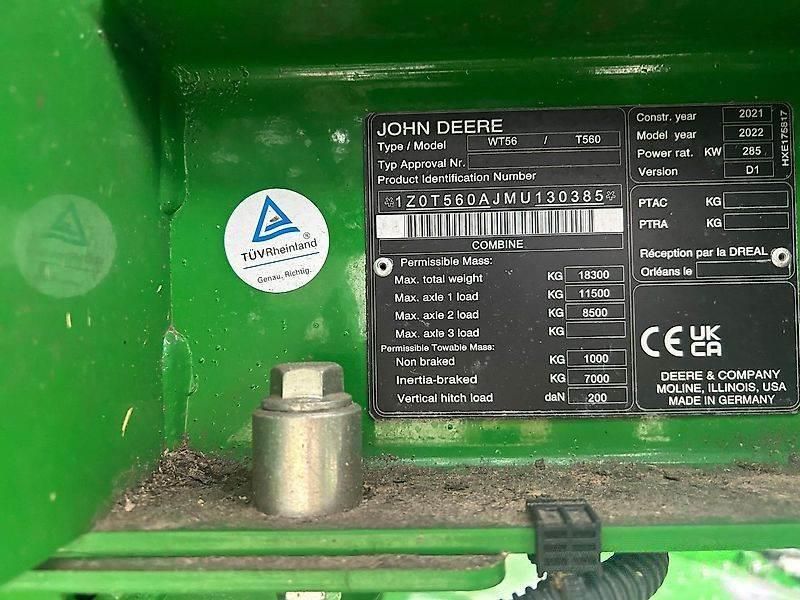 TÜVRheinland ®
Genau. Richtig.
JOHN DEERE
Type / Model WT56 / T560
Typ Approval Nr.
Product Identification Number
*1Z0T560AJMU130385*
COMBINE
Permissible Mass:
Max. total weight KG 18300
Max. axle 1 load KG 11500
Max. axle 2 load KG 8500
Max. axle 3 load KG
Permissible Towable Mass:
Non braked KG 1000
Inertia-braked KG 7000
Vertical hitch load daN 200
Constr. year 2021
Model year 2022
Power rat. KW 285
Version D1
HXE175817
PTAC KG
PTRA KG
Réception par la DREAL
Orléans le
CE UK CA
DEERE & COMPANY
MOLINE, ILLINOIS, USA
MADE IN GERMANY